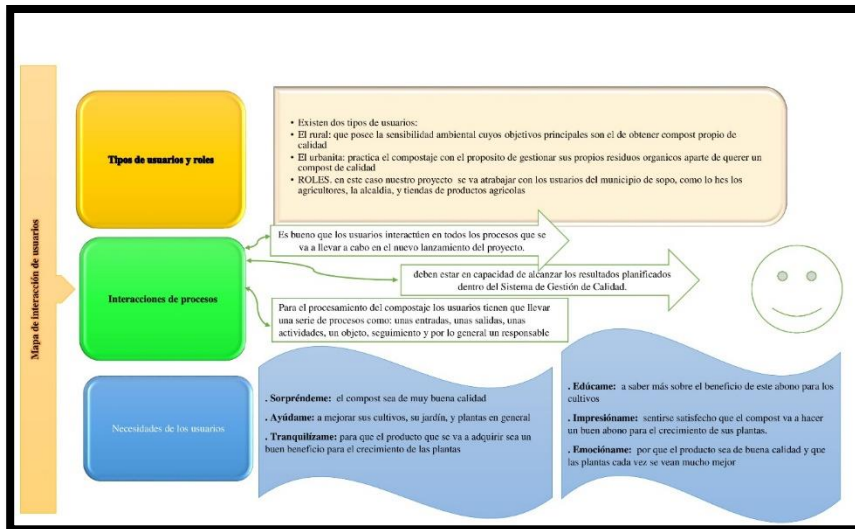 Mapa de interacción de usuarios
Tipos de usuarios y roles
• Existen dos tipos de usuarios:
• El rural: que posee la sensibilidad ambiental cuyos objetivos principales son el de obtener compost propio de
calidad
• El urbanita: practica el compostaje con el proposito de gestionar sus propios residuos organicos aparte de querer un
compost de calidad
• ROLES. en este caso nuestro proyecto se va atrabajar con los usuarios del municipio de sopo, como lo hes los
agricultores, la alcaldia, y tiendas de productos agricolas
Interacciones de procesos
Es bueno que los usuarios interactúen en todos los procesos que se
va a llevar a cabo en el nuevo lanzamiento del proyecto.
deben estar en capacidad de alcanzar los resultados planificados
dentro del Sistema de Gestión de Calidad.
Para el procesamiento del compostaje los usuarios tienen que llevar
una serie de procesos como: unas entradas, unas salidas, unas
actividades, un objeto, seguimiento y por lo general un responsable
Necesidades de los usuarios
. Sorpréndeme: el compost sea de muy buena calidad
. Ayúdame: a mejorar sus cultivos, su jardín, y plantas en general
. Tranquilízame: para que el producto que se va a adquirir sea un
buen beneficio para el crecimiento de las plantas
. Edúcame: a saber más sobre el beneficio de este abono para los
cultivos
. Impresióname: sentirse satisfecho que el compost va a hacer
un buen abono para el crecimiento de sus plantas.
. Emocióname: por que el producto sea de buena calidad y que
las plantas cada vez se vean mucho mejor